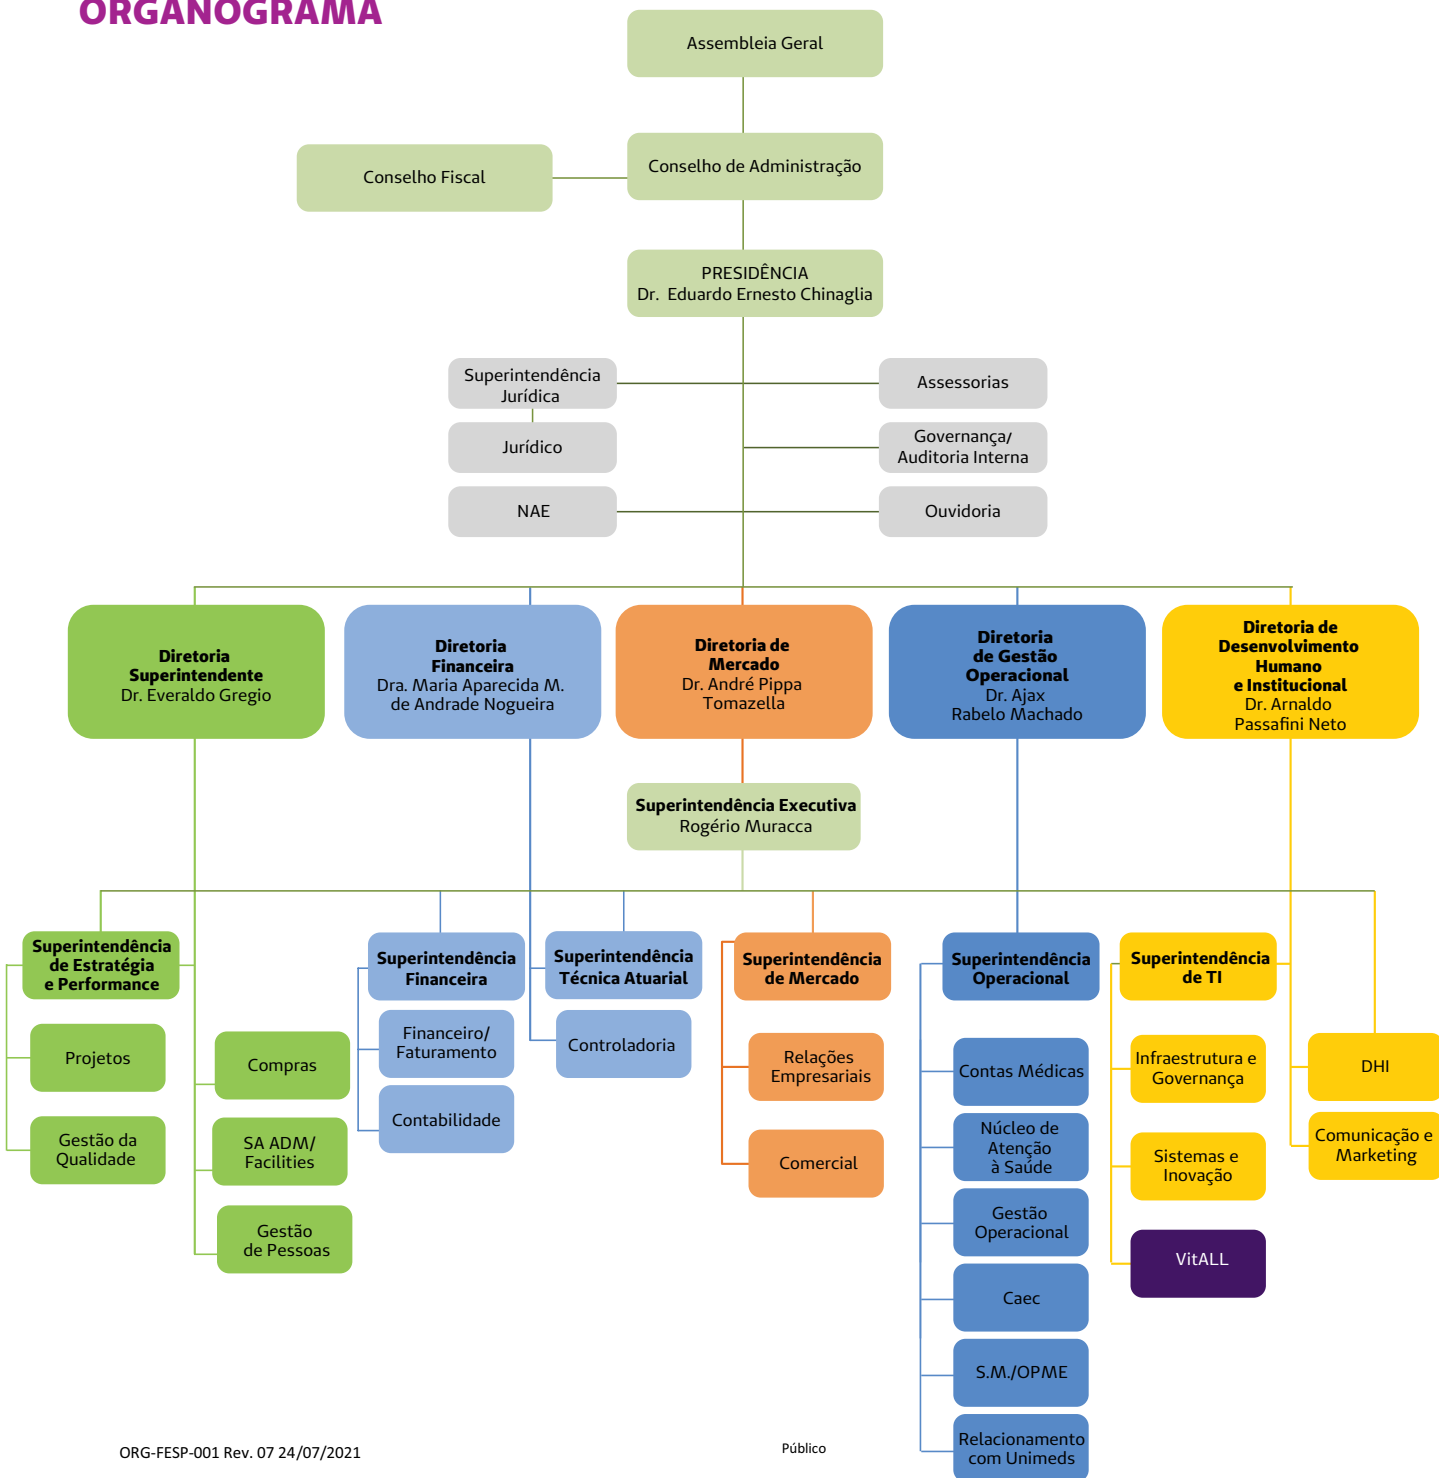 ORGANOGRAMA
Assembleia Geral
Conselho Fiscal
Conselho de Administração
PRESIDÊNCIA
Dr. Eduardo Ernesto Chinaglia
Superintendência
Jurídica
Assessorias
Jurídico
Governança/
Auditoria Interna
NAE
Ouvidoria
Diretoria
Superintendente
Dr. Everaldo Gregio
Diretoria
Financeira
Dra. Maria Aparecida M.
de Andrade Nogueira
Diretoria de
Mercado
Dr. André Pippa
Tomazella
Diretoria
de Gestão
Operacional
Dr. Ajax
Rabelo Machado
Diretoria de
Desenvolvimento
Humano
e Institucional
Dr. Arnaldo
Passafini Neto
Superintendência Executiva
Rogério Muracca
Superintendência
de Estratégia
e Performance
Superintendência
Financeira
Superintendência
Técnica Atuarial
Superintendência
de Mercado
Superintendência
Operacional
Superintendência
de TI
Projetos
Gestão da
Qualidade
Compras
SA ADM/
Facilities
Gestão
de Pessoas
Financeiro/
Faturamento
Contabilidade
Controladoria
Relações
Empresariais
Comercial
Contas Médicas
Núcleo de
Atenção
à Saúde
Gestão
Operacional
Caec
S.M./OPME
Relacionamento
com Unimeds
Infraestrutura e
Governança
Sistemas e
Inovação
VitALL
DHI
Comunicação e
Marketing
ORG-FESP-001 Rev. 07 24/07/2021
Público